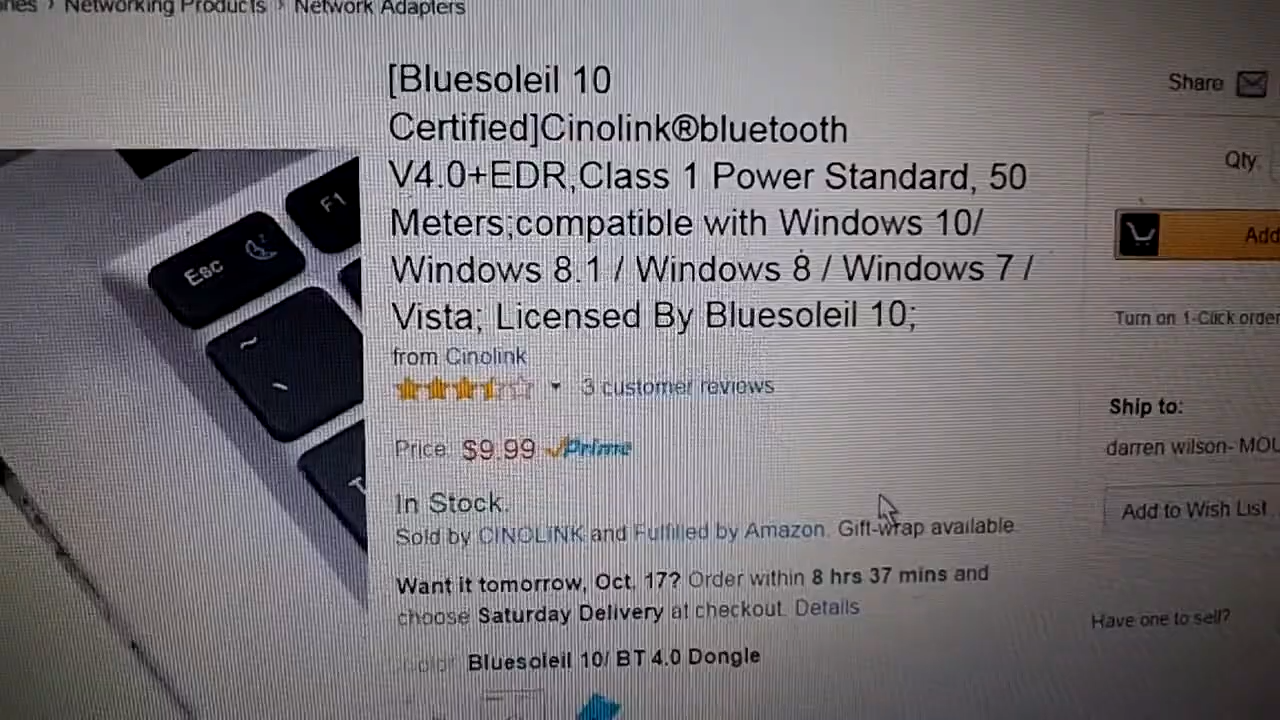 Networking Products › Network Adapters
[Bluesoleil 10
Certified]Cinolink®bluetooth
V4.0+EDR,Class 1 Power Standard, 50
Meters;compatible with Windows 10/
Windows 8.1 / Windows 8 / Windows 7 /
Vista; Licensed By Bluesoleil 10;
from Cinolink
3 customer reviews
Price: $9.99 Prime
In Stock.
Sold by CINOLINK and Fulfilled by Amazon. Gift-wrap available.
Want it tomorrow, Oct. 17? Order within 8 hrs 37 mins and
choose Saturday Delivery at checkout. Details
Bluesoleil 10/ BT 4.0 Dongle
Share
Qty:
Add
Turn on 1-Click order
Ship to:
darren wilson- MOU
Add to Wish List
Have one to sell?
Esc
F1
~